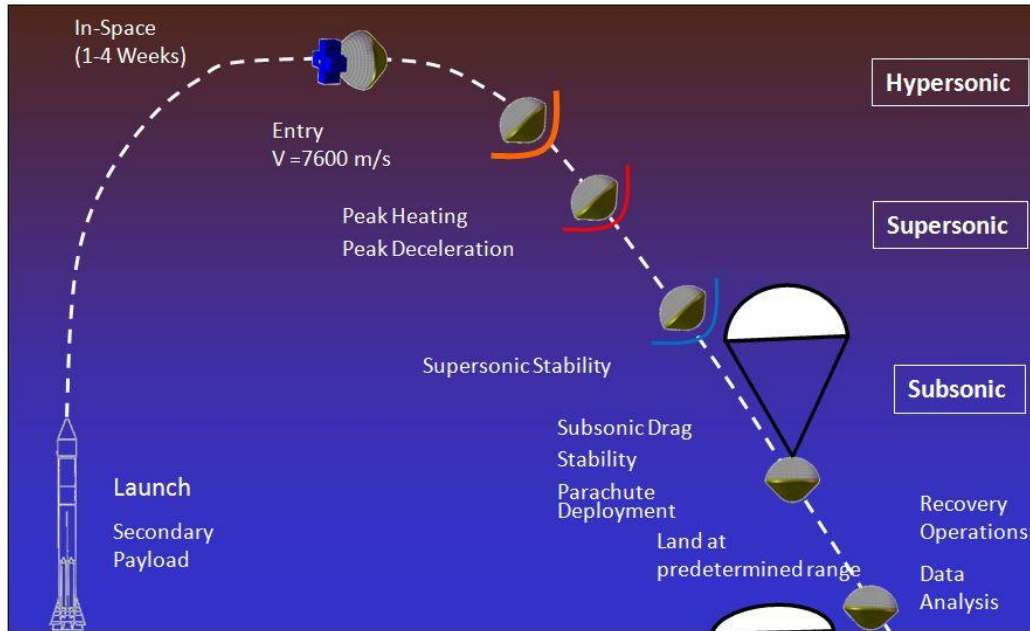 In-Space
(1-4 Weeks)
Hypersonic
Entry
V =7600 m/s
Peak Heating
Peak Deceleration
Supersonic
Supersonic Stability
Subsonic
Subsonic Drag
Stability
Parachute
Deployment
Launch
Secondary
Payload
Land at
predetermined range
Recovery
Operations
Data
Analysis